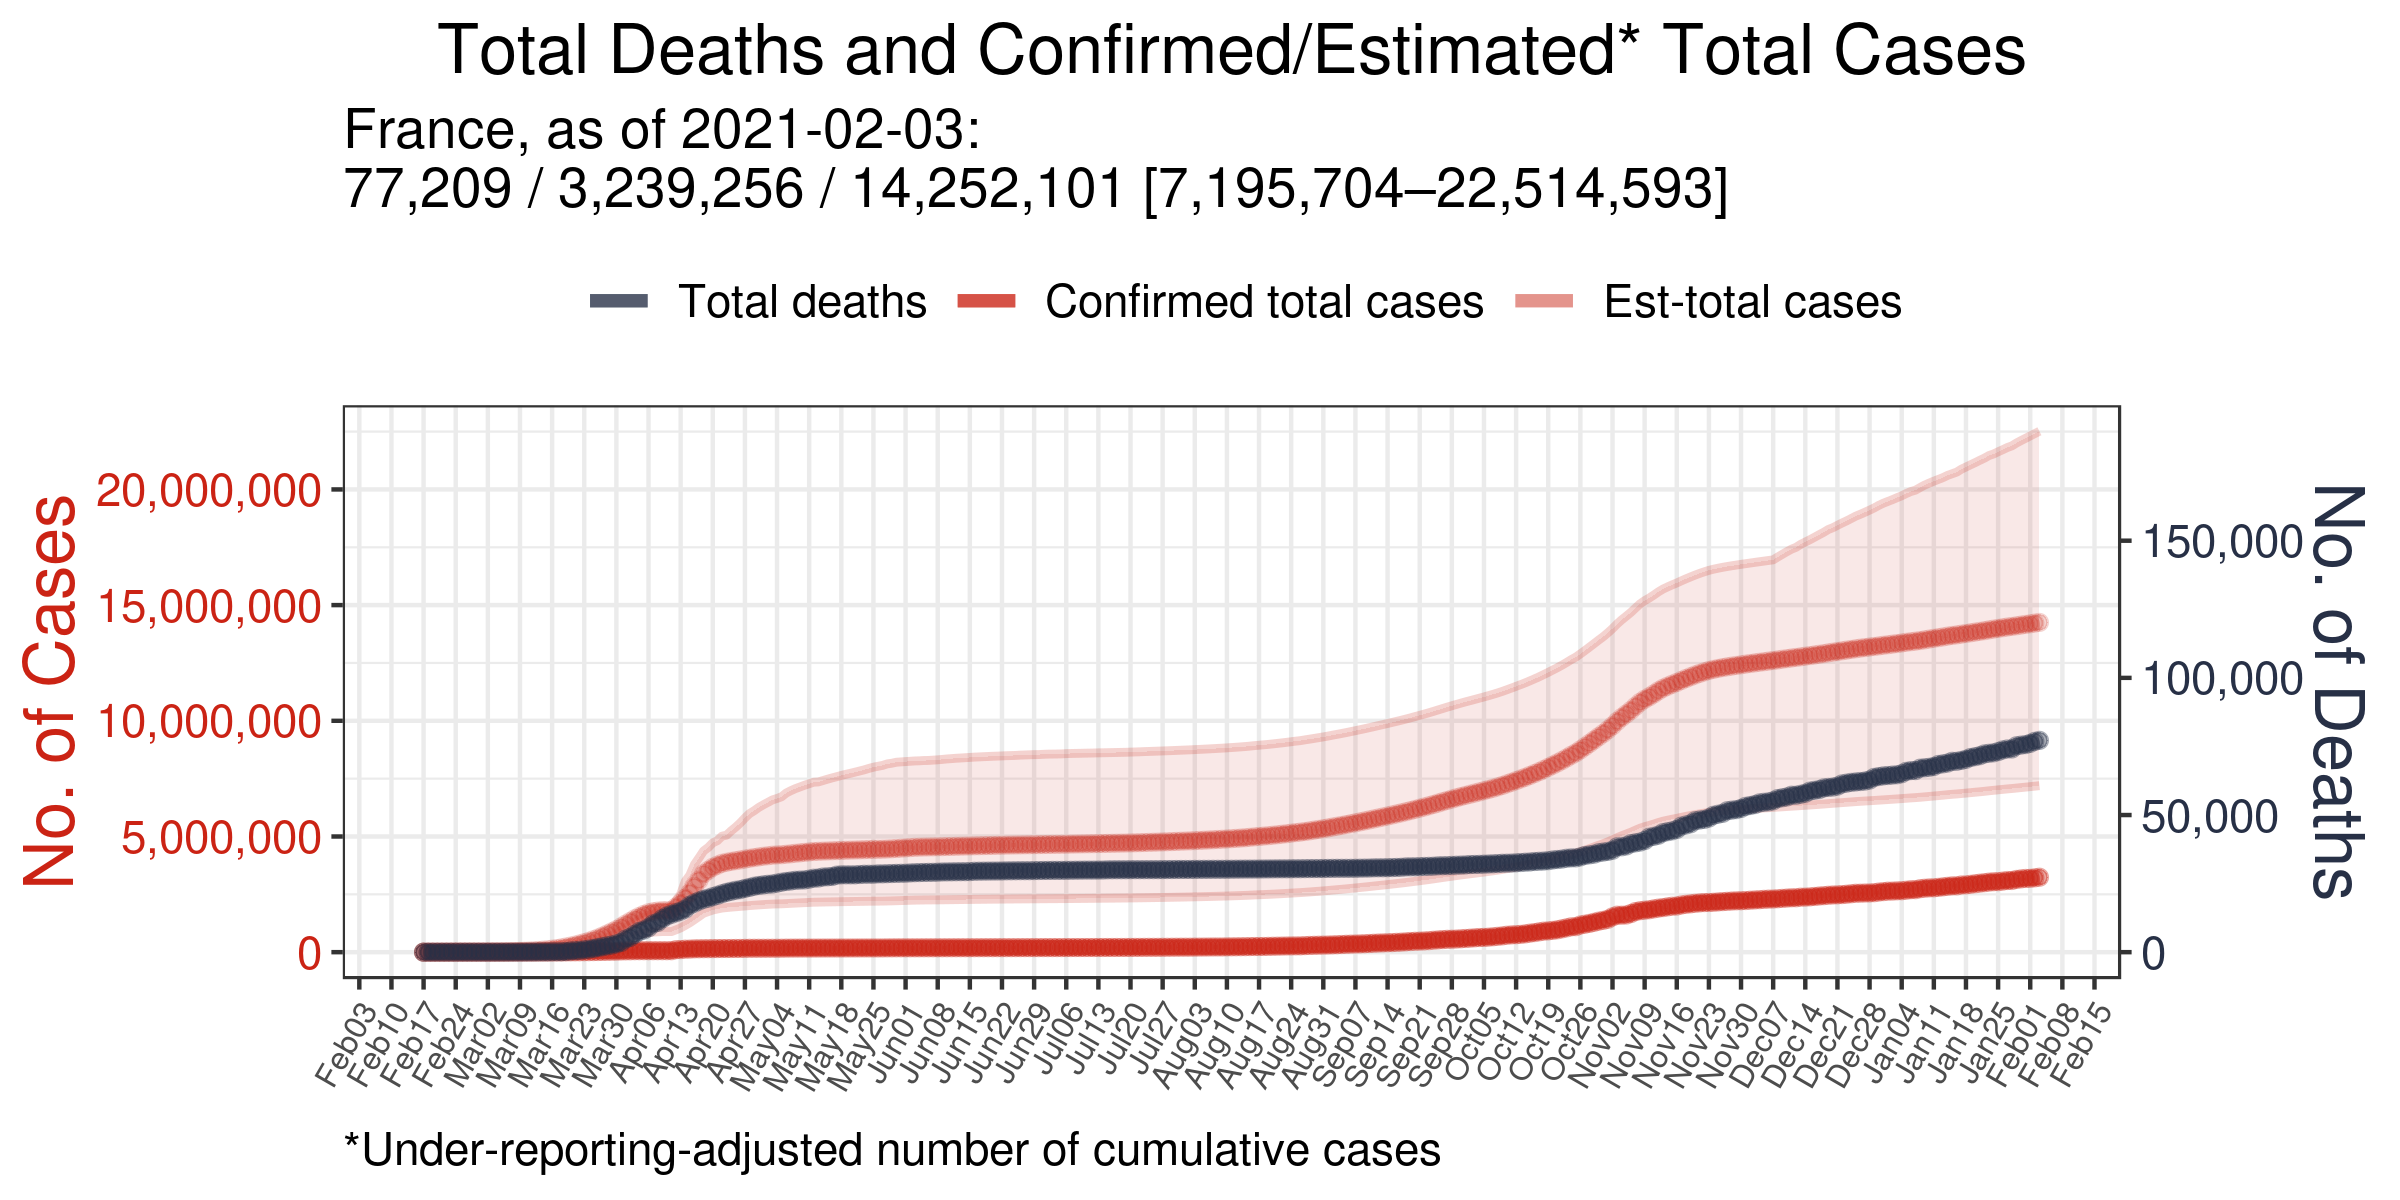 Total Deaths and Confirmed/Estimated* Total Cases
France, as of 2021-02-03:
77,209 / 3,239,256 / 14,252,101 [7,195,704–22,514,593]
Total deaths
Confirmed total cases
Est-total cases
No. of Cases
20,000,000
15,000,000
10,000,000
5,000,000
0
150,000
100,000
50,000
0
No. of Deaths
Feb03
Feb10
Feb17
Feb24
Mar02
Mar09
Mar16
Mar23
Mar30
Apr06
Apr13
Apr20
Apr27
May04
May11
May18
May25
Jun01
Jun08
Jun15
Jun22
Jun29
Jul06
Jul13
Jul20
Jul27
Aug03
Aug10
Aug17
Aug24
Aug31
Sep07
Sep14
Sep21
Sep28
Oct05
Oct12
Oct19
Oct26
Nov02
Nov09
Nov16
Nov23
Nov30
Dec07
Dec14
Dec21
Dec28
Jan04
Jan11
Jan18
Jan25
Feb01
Feb08
Feb15
*Under-reporting-adjusted number of cumulative cases